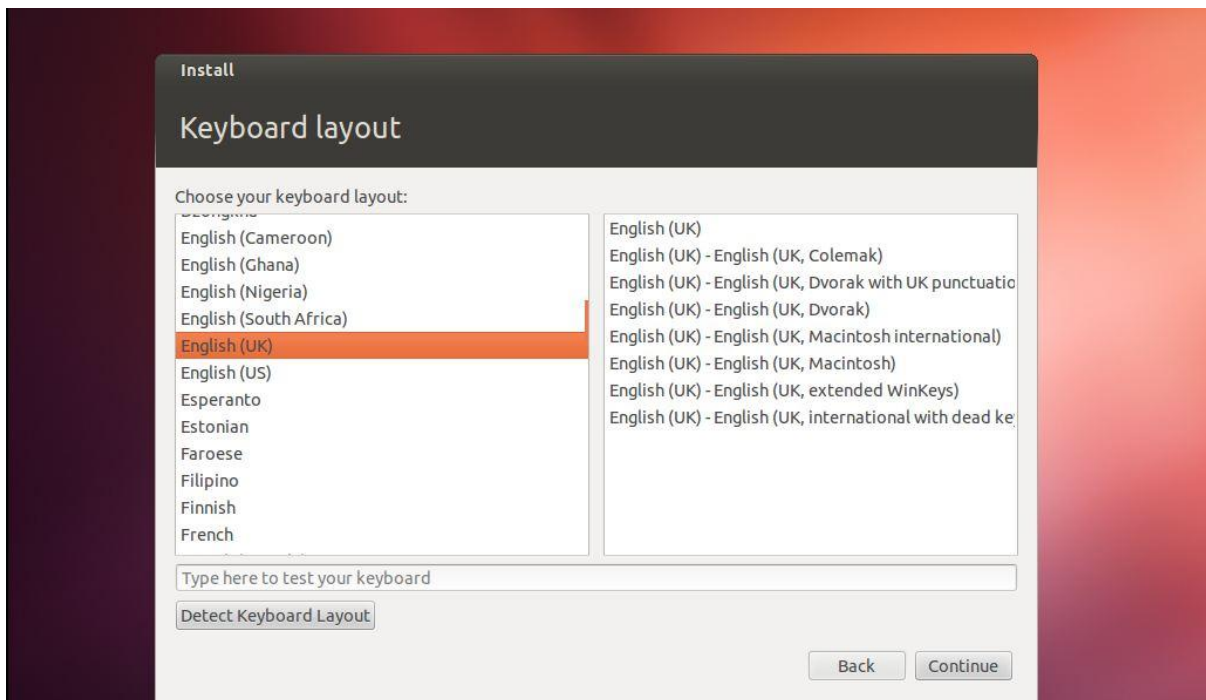 Install
Keyboard layout
Choose your keyboard layout:
English (Cameroon)
English (Ghana)
English (Nigeria)
English (South Africa)
English (UK)
English (US)
Esperanto
Estonian
Faroese
Filipino
Finnish
French
English (UK)
English (UK) - English (UK, Colemak)
English (UK) - English (UK, Dvorak with UK punctuatio
English (UK) - English (UK, Dvorak)
English (UK) - English (UK, Macintosh international)
English (UK) - English (UK, Macintosh)
English (UK) - English (UK, extended WinKeys)
English (UK) - English (UK, international with dead ke
Type here to test your keyboard
Detect Keyboard Layout
Back
Continue